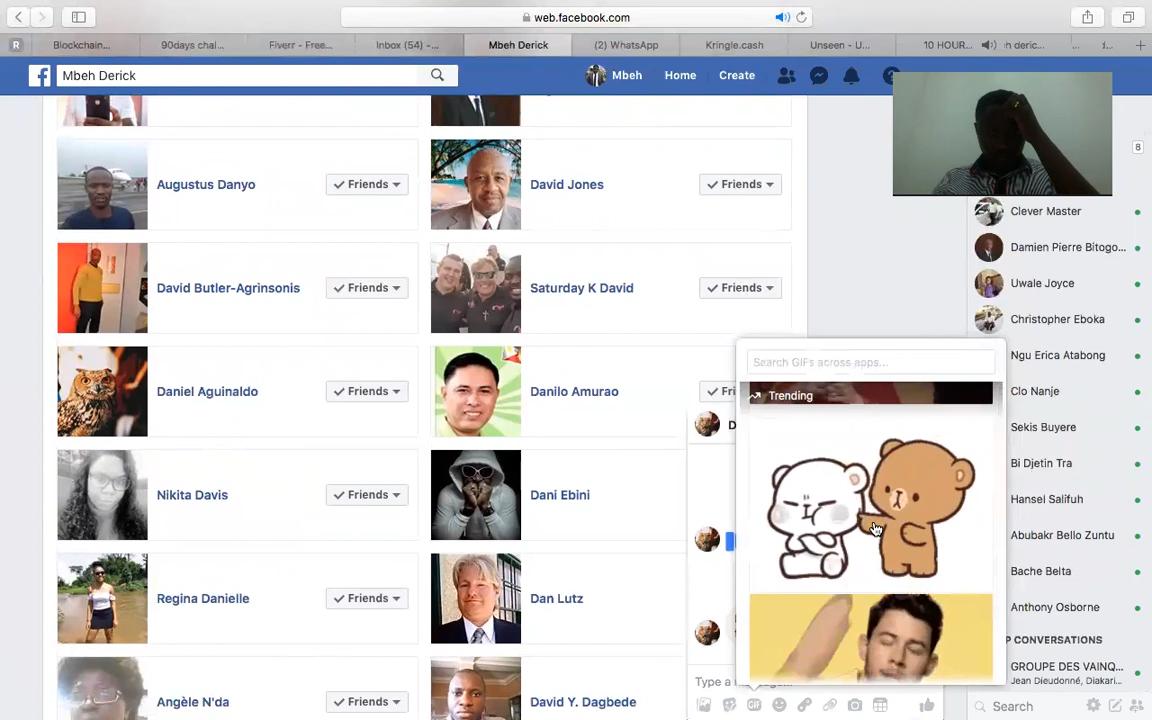 web.facebook.com
R
Blockchain...
90days chal...
Fiverr - Free...
Inbox (54) -...
Mbeh Derick
(2) WhatsApp
Kringle.cash
Unseen - U...
10 HOUR...
h deric...
Mbeh Derick
Mbeh
Home
Create
8
Augustus Danyo
Friends
David Jones
Friends
Clever Master
Damien Pierre Bitogo...
David Butler-Agrinsonis
Friends
Saturday K David
Friends
Uwale Joyce
Christopher Eboka
Search GIFs across apps...
Ngu Erica Atabong
Daniel Aguinaldo
Friends
Danilo Amurao
Fri
Trending
Clo Nanje
D
Sekis Buyere
Bi Djetin Tra
Nikita Davis
Friends
Dani Ebini
Hansel Salifuh
Abubakr Bello Zuntu
Bache Belta
Regina Danielle
Friends
Dan Lutz
Anthony Osborne
P CONVERSATIONS
GROUPE DES VAINQ...
Jean Dieudonné, Diakari...
Type a
Angèle N'da
Friends
David Y. Dagbede
GIF
Search